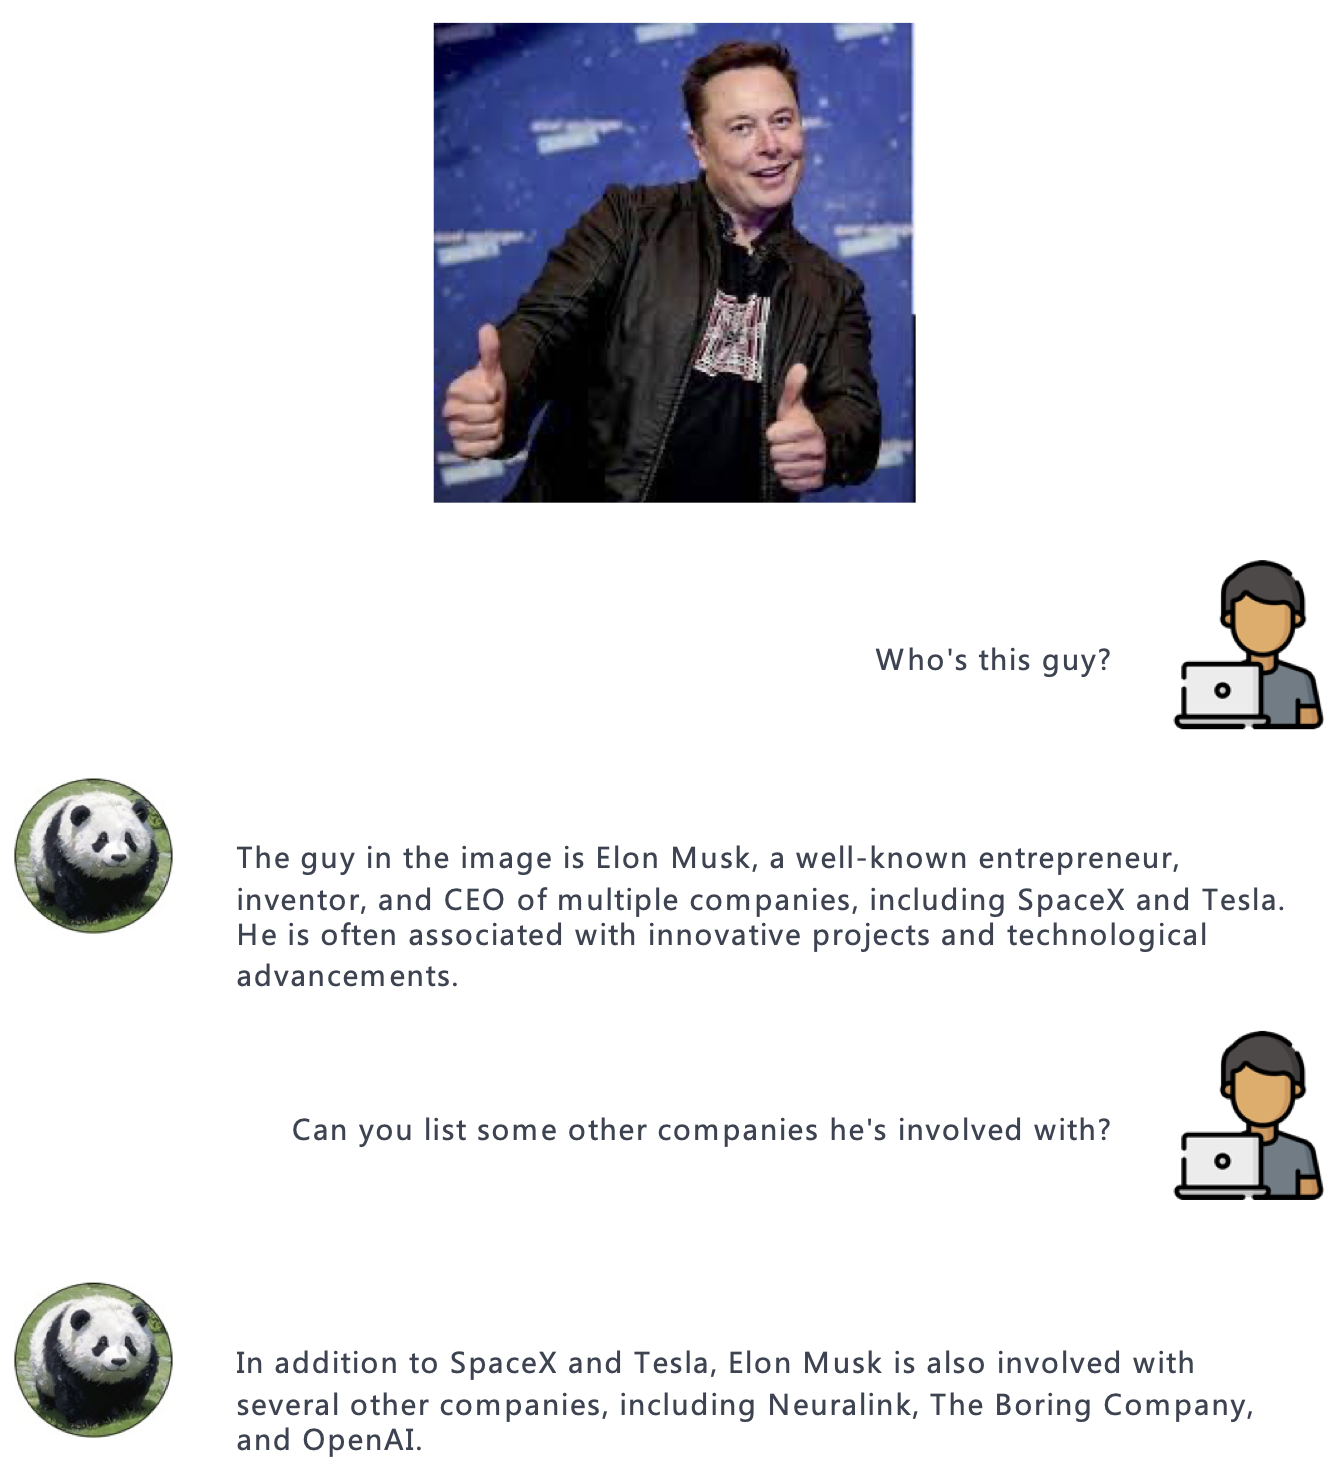 Who's this guy?
The guy in the image is Elon Musk, a well-known entrepreneur,
inventor, and CEO of multiple companies, including SpaceX and Tesla.
He is often associated with innovative projects and technological
advancements.
Can you list some other companies he's involved with?
In addition to SpaceX and Tesla, Elon Musk is also involved with
several other companies, including Neuralink, The Boring Company,
and OpenAI.